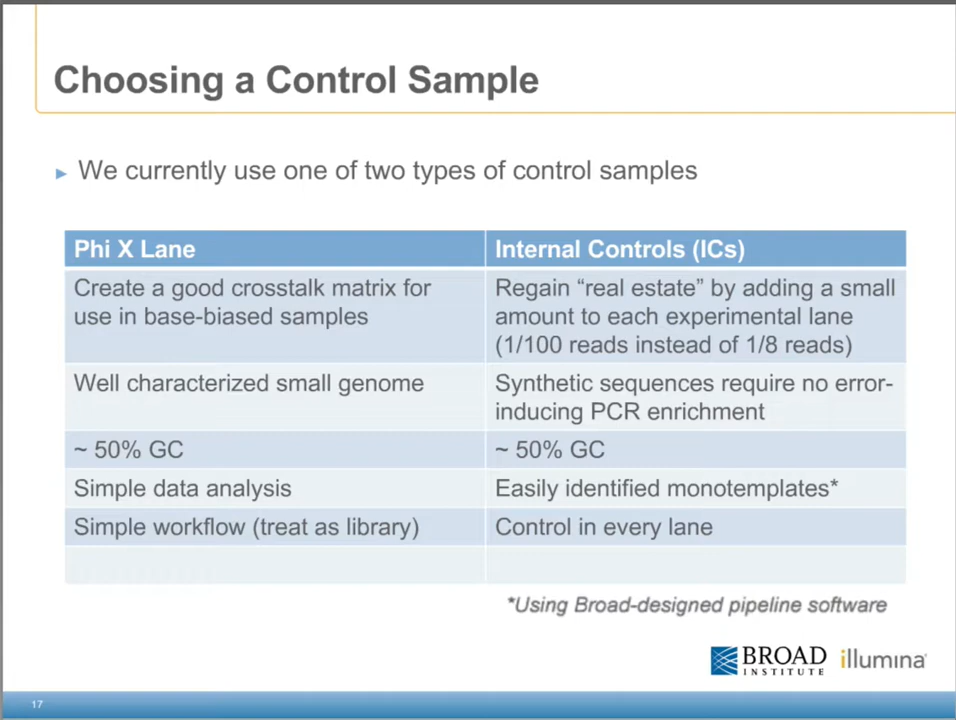 Choosing a Control Sample
► We currently use one of two types of control samples
Phi X Lane
Internal Controls (ICs)
Create a good crosstalk matrix for
use in base-biased samples
Regain “real estate” by adding a small
amount to each experimental lane
(1/100 reads instead of 1/8 reads)
Well characterized small genome
Synthetic sequences require no error-
inducing PCR enrichment
~ 50% GC
~ 50% GC
Simple data analysis
Easily identified monotemplates*
Simple workflow (treat as library)
Control in every lane
*Using Broad-designed pipeline software
BROAD
INSTITUTE
illumina
17